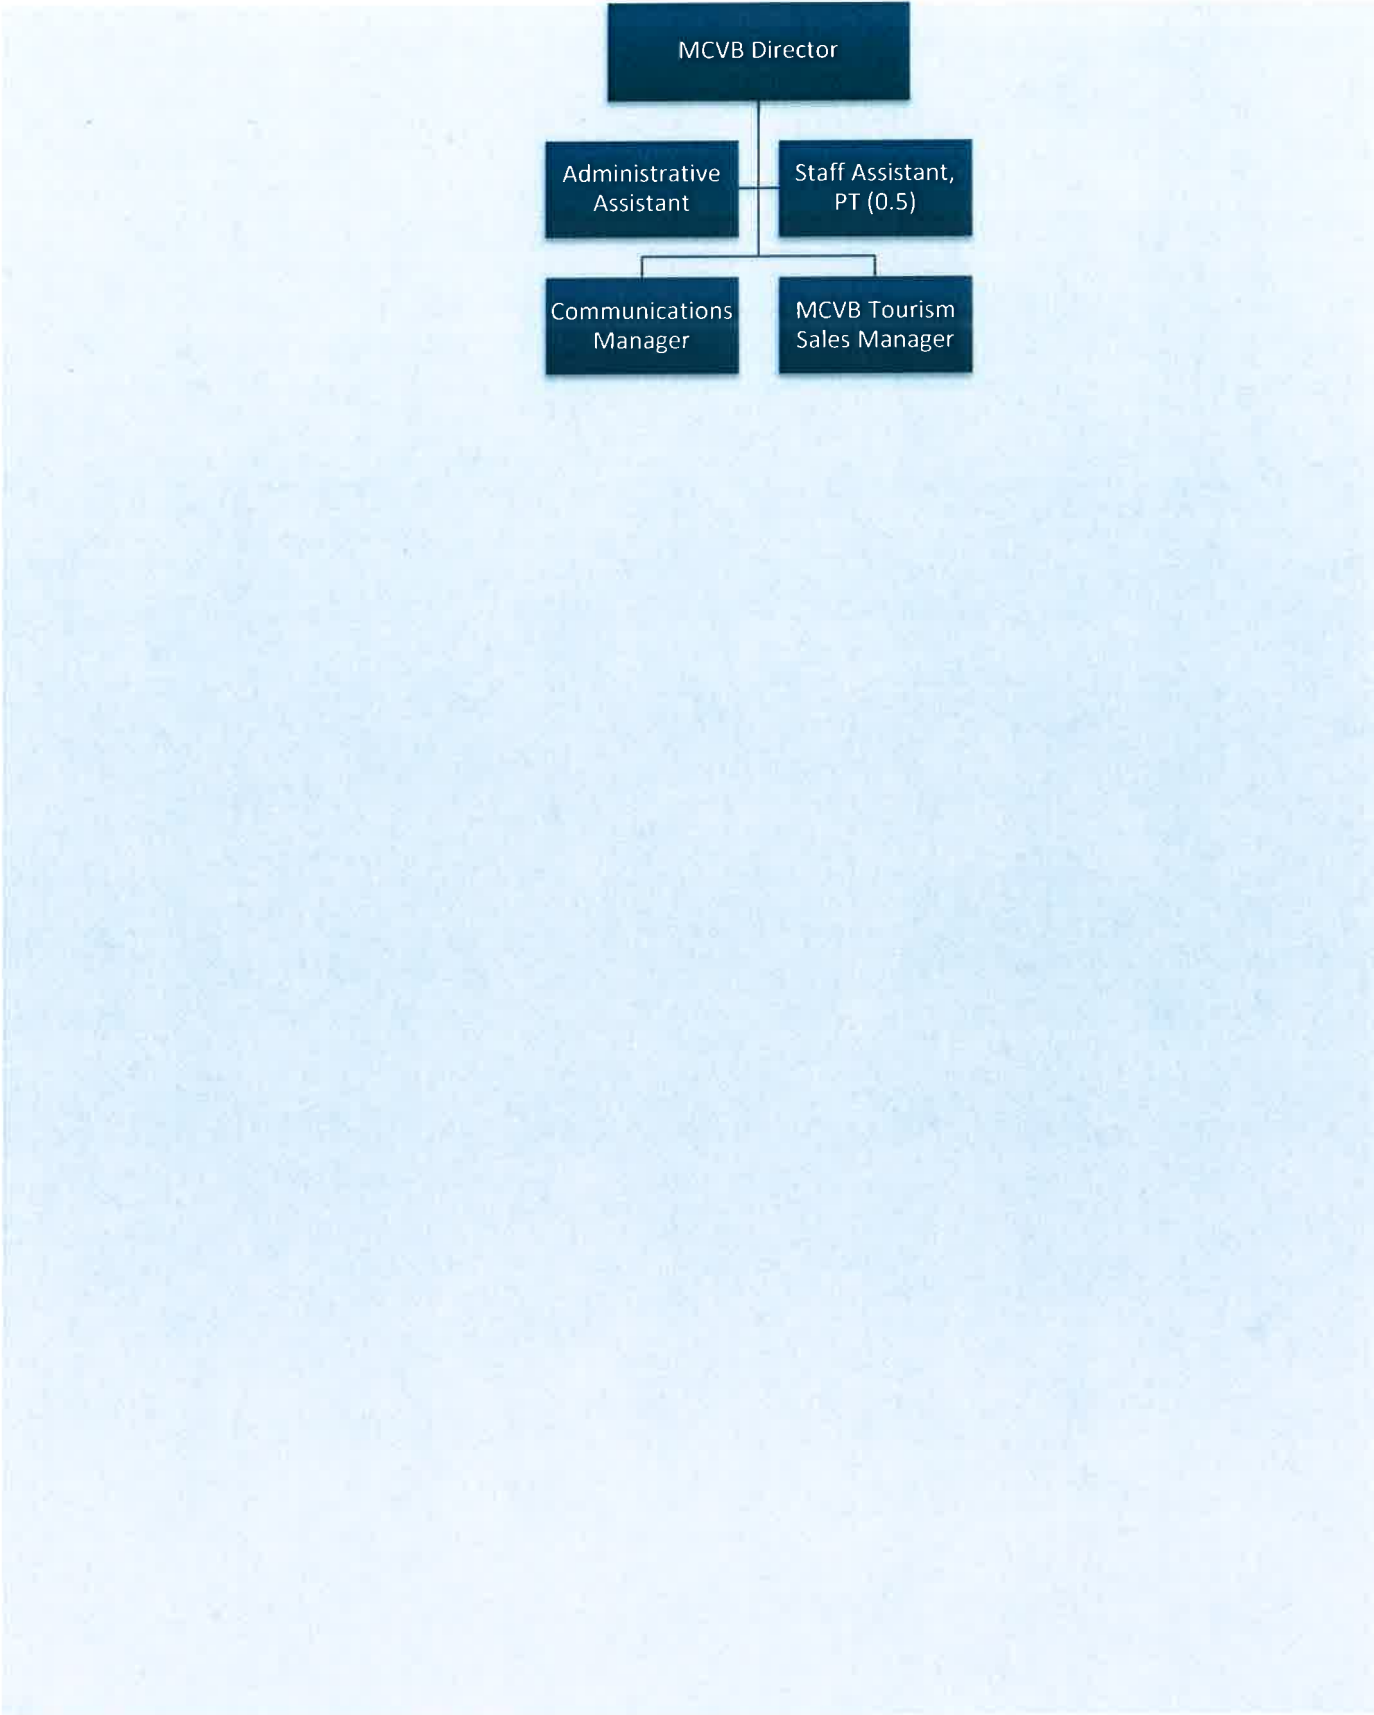 MCVB Director
Administrative
Assistant
Staff Assistant,
PT (0.5)
Communications
Manager
MCVB Tourism
Sales Manager